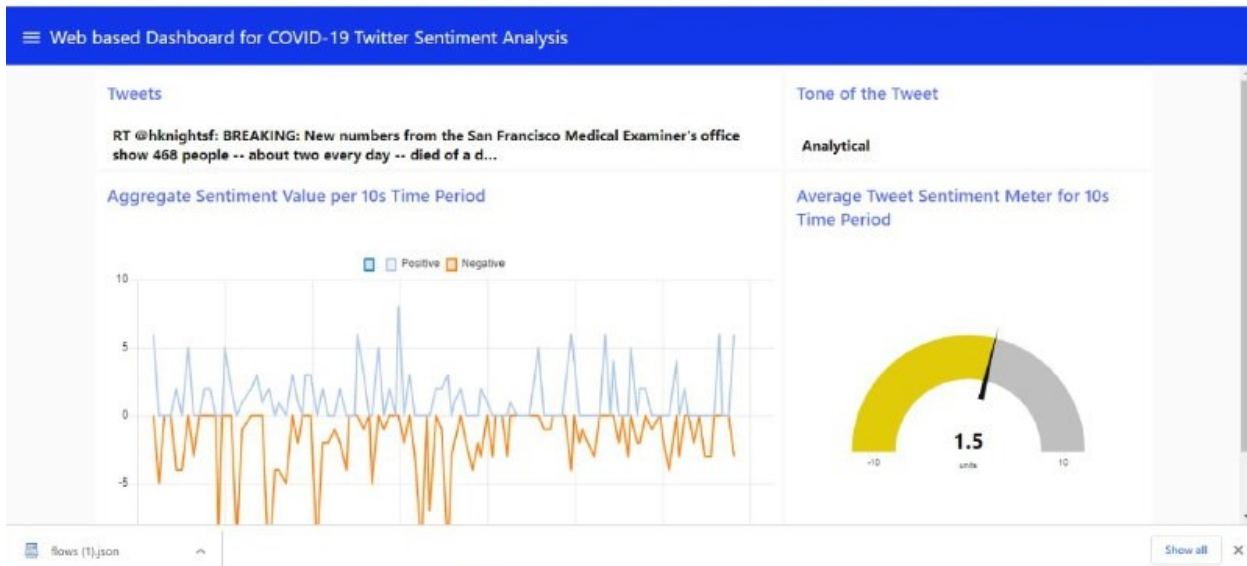 Web based Dashboard for COVID-19 Twitter Sentiment Analysis
Tweets
RT @hknightsf: BREAKING: New numbers from the San Francisco Medical Examiner's office
show 468 people -- about two every day -- died of a d...
Tone of the Tweet
Analytical
Aggregate Sentiment Value per 10s Time Period
Positive Negative
10
5
0
-5
Average Tweet Sentiment Meter for 10s
Time Period
1.5
units
-10 10
flows (1).json
Show all